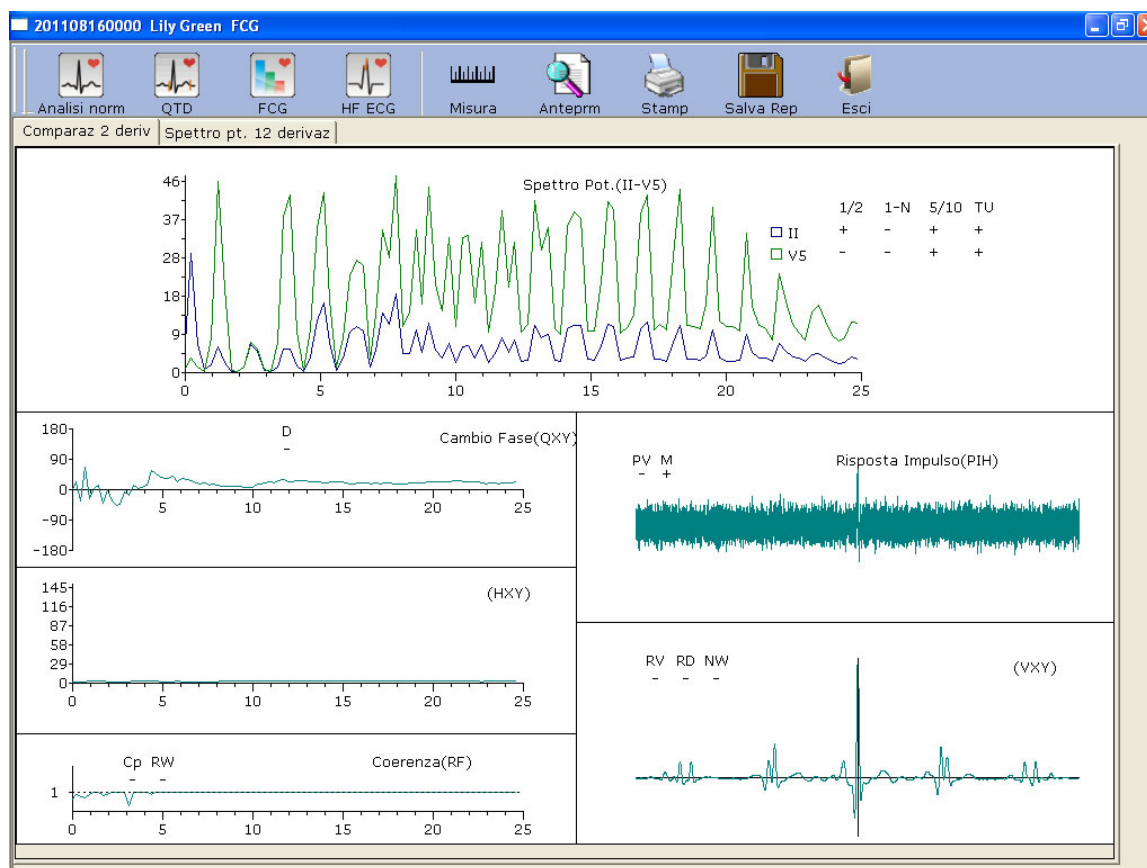 201108160000 Lily Green FCG
Analisi norm QTD FCG HF ECG Misura Anteprm Stamp Salva Rep Esci
Comparaz 2 deriv Spettro pt. 12 derivaz
Spettro Pot.(II-V5)
1/2 1-N 5/10 TU
II + - + +
V5 - - + +
46
37
28
18
9
0
0 5 10 15 20 25
D
-
Cambio Fase(QXY)
180
90
0
-90
-180
5 10 15 20 25
PV M
- +
Risposta Impulso(PIH)
(HXY)
145
116
87
58
29
0
0 5 10 15 20 25
RV RD NW
- - -
(VXY)
Cp RW
- -
Coerenza(RF)
1
0 5 10 15 20 25